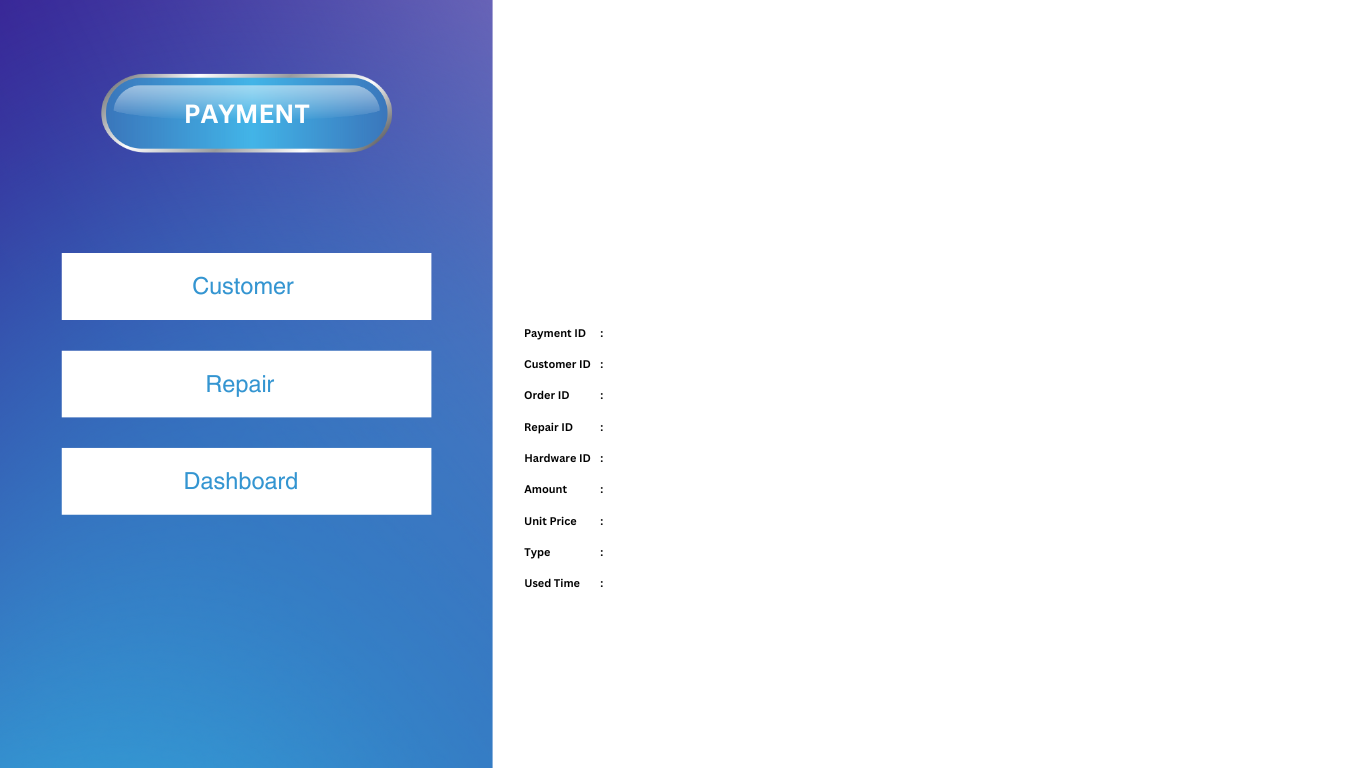 PAYMENT
Customer
Repair
Dashboard
Payment ID :
Customer ID :
Order ID :
Repair ID :
Hardware ID :
Amount :
Unit Price :
Type :
Used Time :